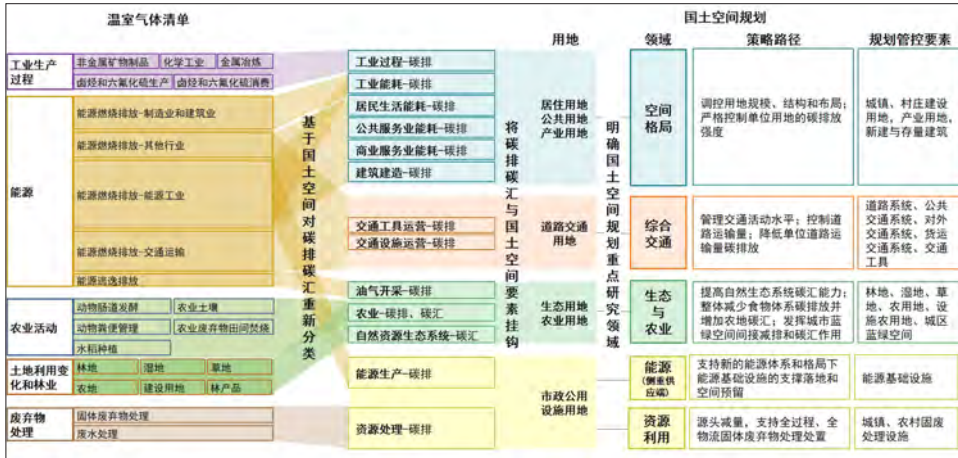 温室气体清单
国土空间规划
用地
领域
策略路径
规划管控要素
工业生产
过程
非金属矿物制品
化学工业
金属冶炼
卤烃和六氟化硫生产
卤烃和六氟化硫消费
能源
能源燃烧排放-制造业和建筑业
能源燃烧排放-其他行业
能源燃烧排放-能源工业
能源燃烧排放-交通运输
能源逃逸排放
农业活动
动物肠道发酵
农业土壤
动物粪便管理
农业废弃物田间焚烧
水稻种植
土地利用变
化和林业
林地
湿地
草地
农地
建设用地
林产品
废弃物
处理
固体废弃物处理
废水处理
基于国土空间对碳排碳汇重新分类
工业过程-碳排
工业能耗-碳排
居民生活能耗-碳排
公共服务业能耗-碳排
商业服务业能耗-碳排
建筑建造-碳排
交通工具运营-碳排
交通设施运营-碳排
油气开采-碳排
农业-碳排、碳汇
自然资源生态系统-碳汇
能源生产-碳排
资源处理-碳排
将碳排碳汇与国土空间要素挂钩
居住用地
公共用地
产业用地
道路交通
用地
生态用地
农业用地
市政公用
设施用地
明确国土空间规划重点研究领域
空间
格局
调控用地规模、结构和布局；
严格控制单位用地的碳排放
强度
城镇、村庄建设
用地，产业用地，
新建与存量建筑
综合
交通
管理交通活动水平；控制道
路运输量；降低单位道路运
输量碳排放
道路系统、公共
交通系统、对外
交通系统、货运
交通系统、交通
工具
生态
与
农业
提高自然生态系统碳汇能力；
整体减少食物体系碳排放并
增加农地碳汇；发挥城市蓝
绿空间间接减排和碳汇作用
林地、湿地、草
地、农用地、设
施农用地、城区
蓝绿空间
能源
(侧重供
应端)
支持新的能源体系和格局下
能源基础设施的支撑落地和
空间预留
能源基础设施
资源
利用
源头减量，支持全过程、全
物流固体废弃物处理处置
城镇、农村固废
处理设施